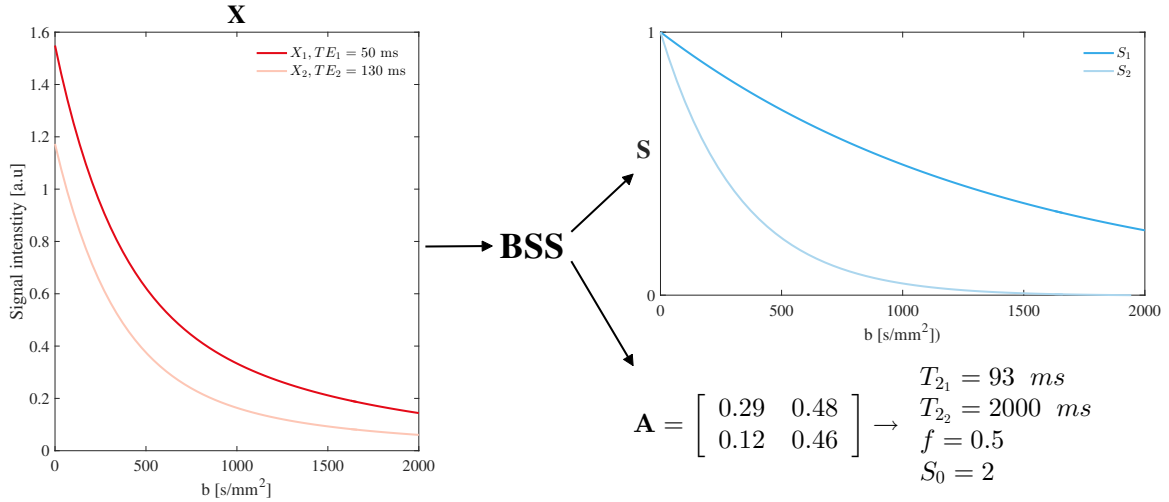 X
1.6
1.4
1.2
1
0.8
0.6
0.4
0.2
0
0 500 1000 1500 2000
Signal intenstity [a.u]
b [s/mm²]
X₁, TE₁ = 50 ms
X₂, TE₂ = 130 ms
BSS
S
1
0
0 500 1000 1500 2000
b [s/mm²])
S₁
S₂
A = [ 0.29 0.48
0.12 0.46 ] →
T₂₁ = 93 ms
T₂₂ = 2000 ms
f = 0.5
S₀ = 2